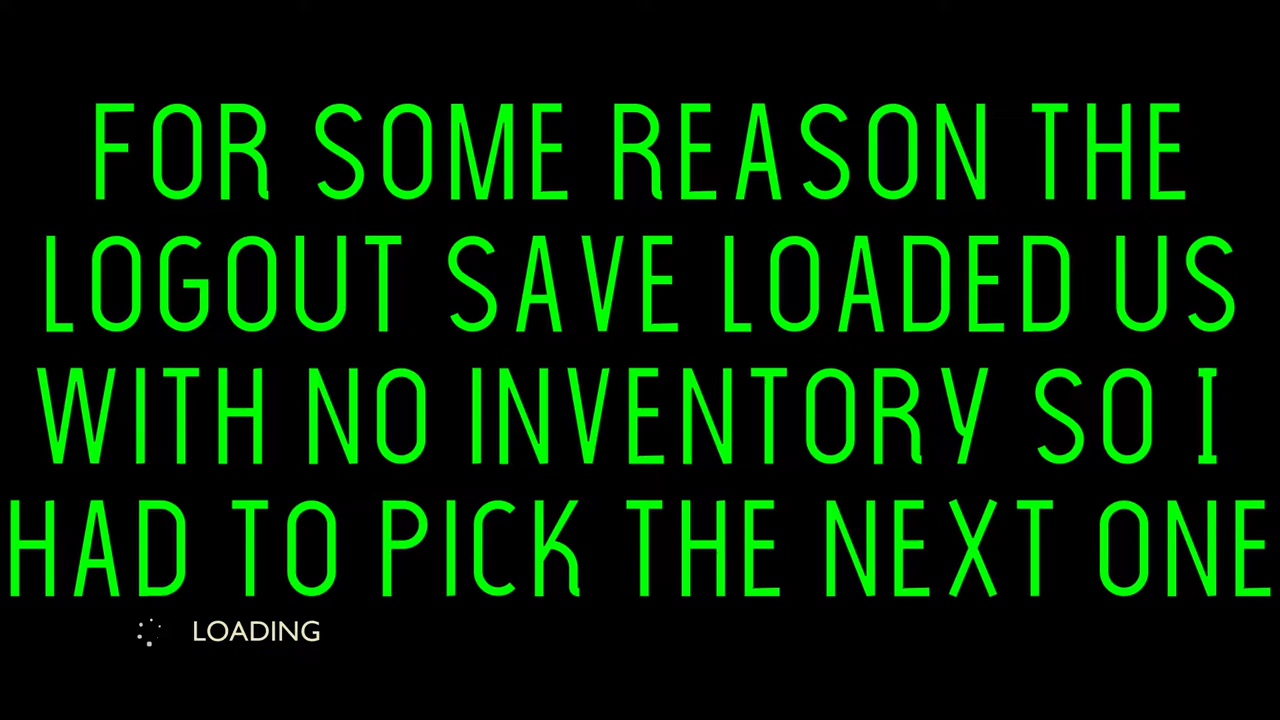 FOR SOME REASON THE
LOGOUT SAVE LOADED US
WITH NO INVENTORY SO I
HAD TO PICK THE NEXT ONE
LOADING